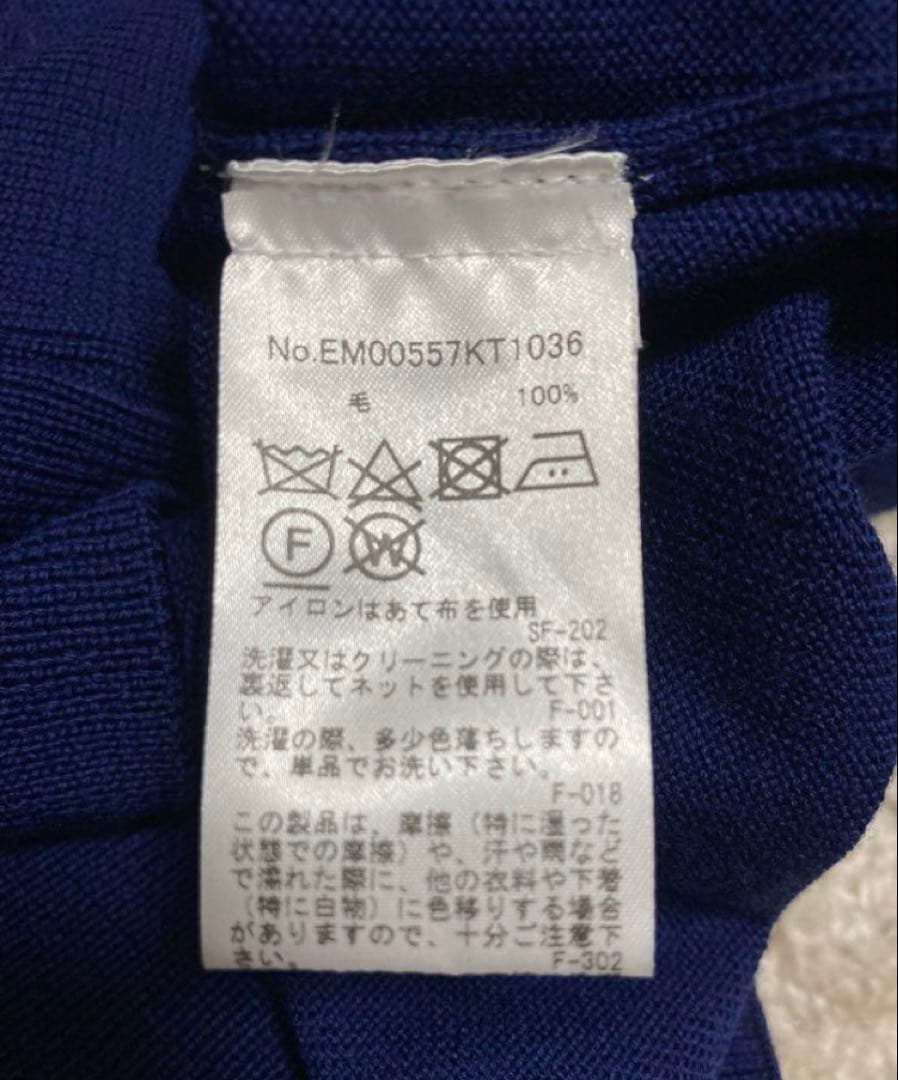 No.EM00557KT1036
毛 100%
F W
アイロンはあて布を使用
SF-202
洗濯又はクリーニングの際は、
裏返してネットを使用して下さ
い。 F-001
洗濯の際、多少色落ちしますの
で、単品でお洗い下さい。
F-018
この製品は、摩擦（特に湿った
状態での摩擦）や、汗や雨など
で濡れた際に、他の衣料や下着
（特に白物）に色移りする場合
がありますので、十分ご注意下
さい。 F-302